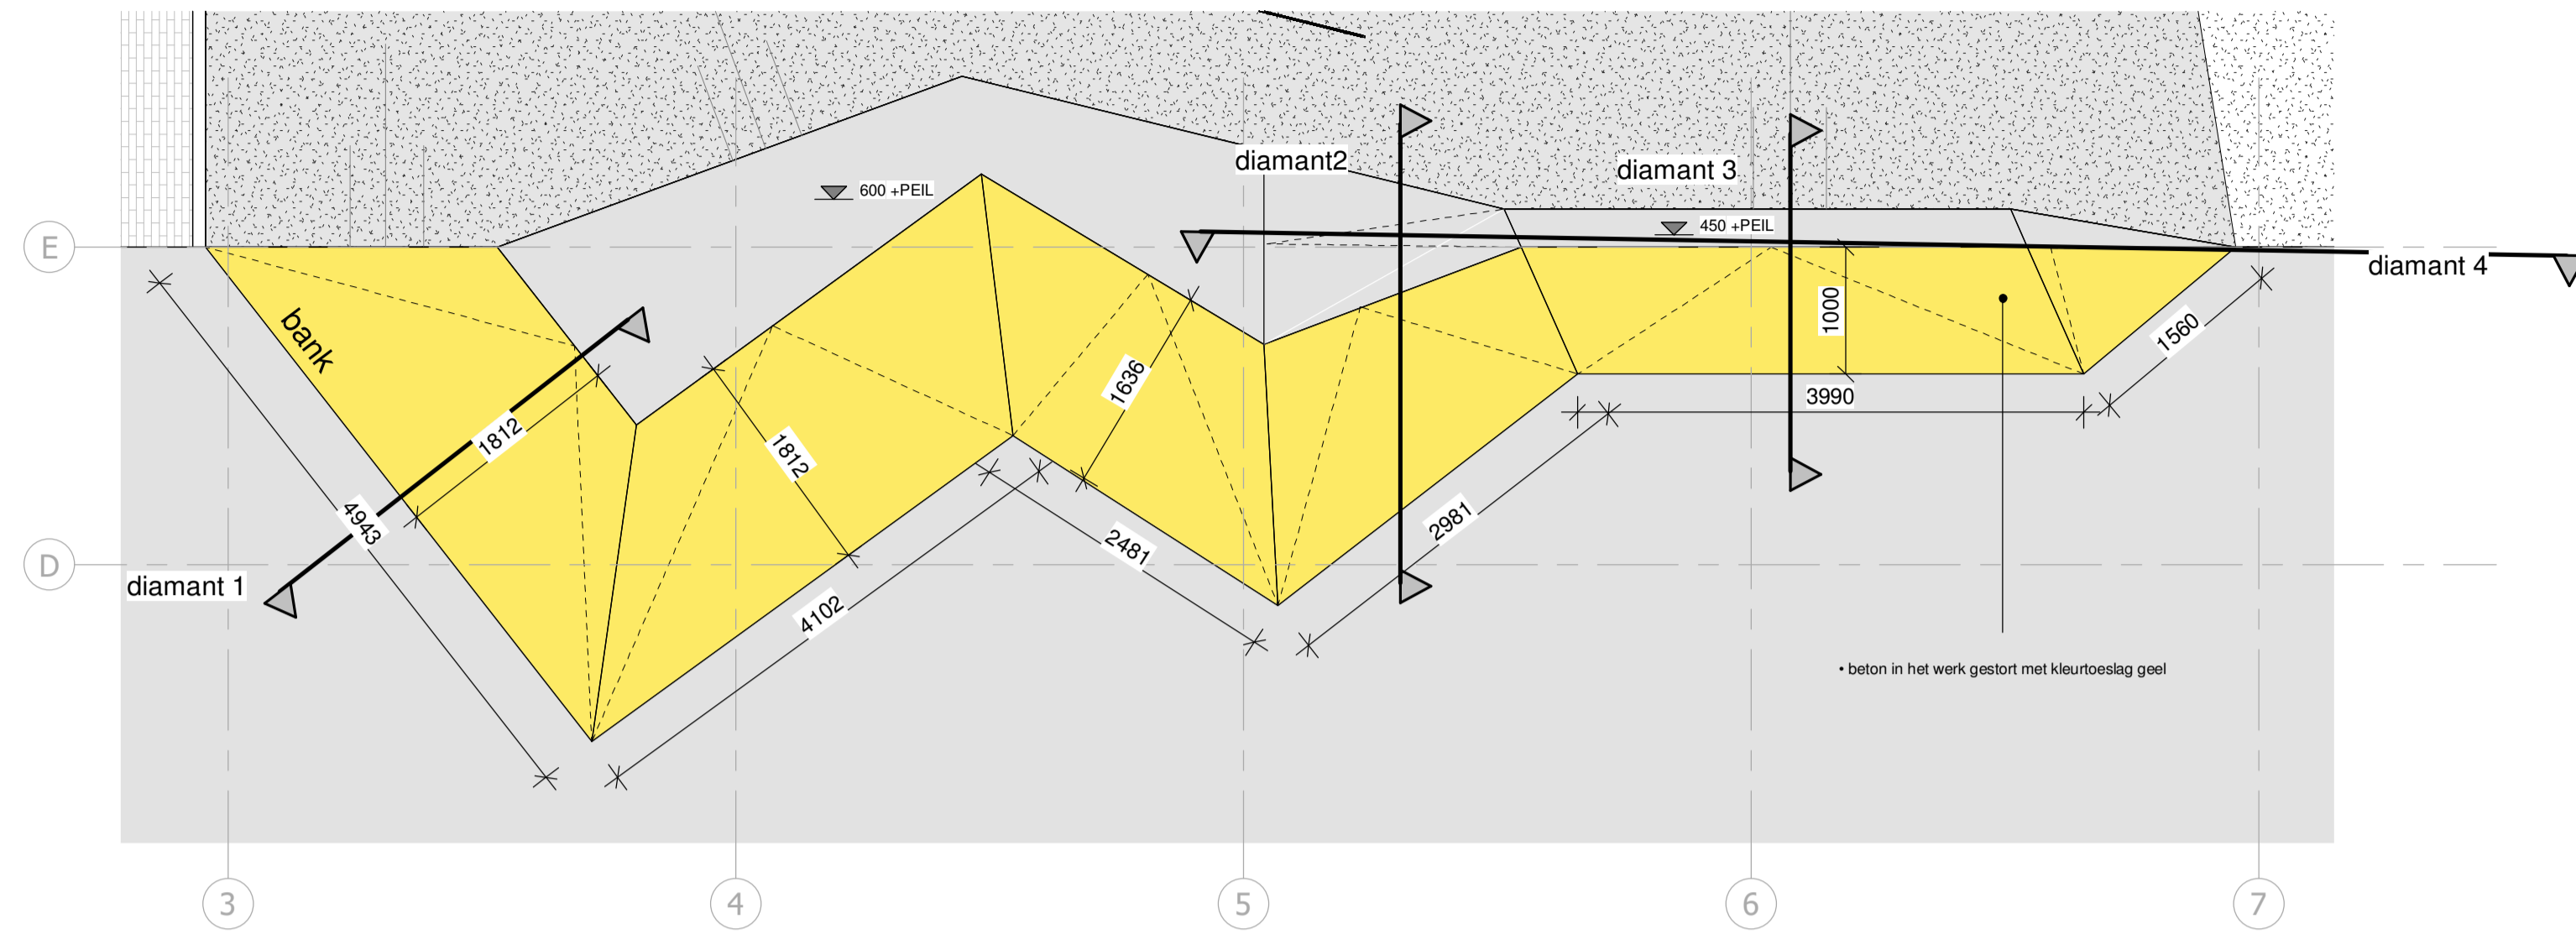 diamant2
diamant 3
600 +PEIL
450 +PEIL
E
diamant 4
bank
1000
1560
1636
3990
1812
1812
4943
2981
2481
D
diamant 1
4102
• beton in het werk gestort met kleurtoeslag geel
3
4
5
6
7